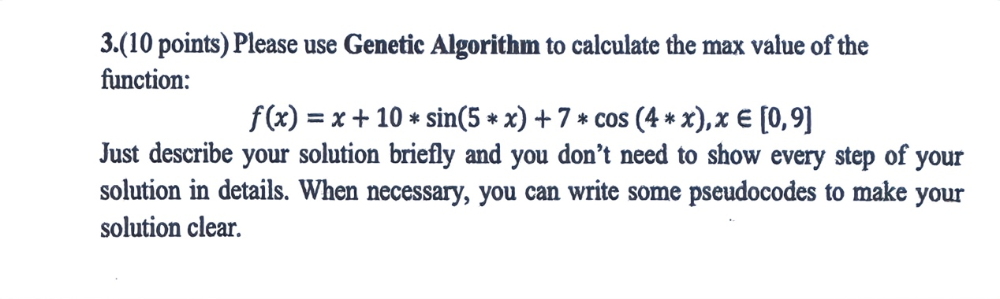 3.(10 points) Please use Genetic Algorithm to calculate the max value of the
function:
f(x) = x + 10 * sin(5 * x) + 7 * cos (4 * x), x ∈ [0,9]
Just describe your solution briefly and you don't need to show every step of your
solution in details. When necessary, you can write some pseudocodes to make your
solution clear.